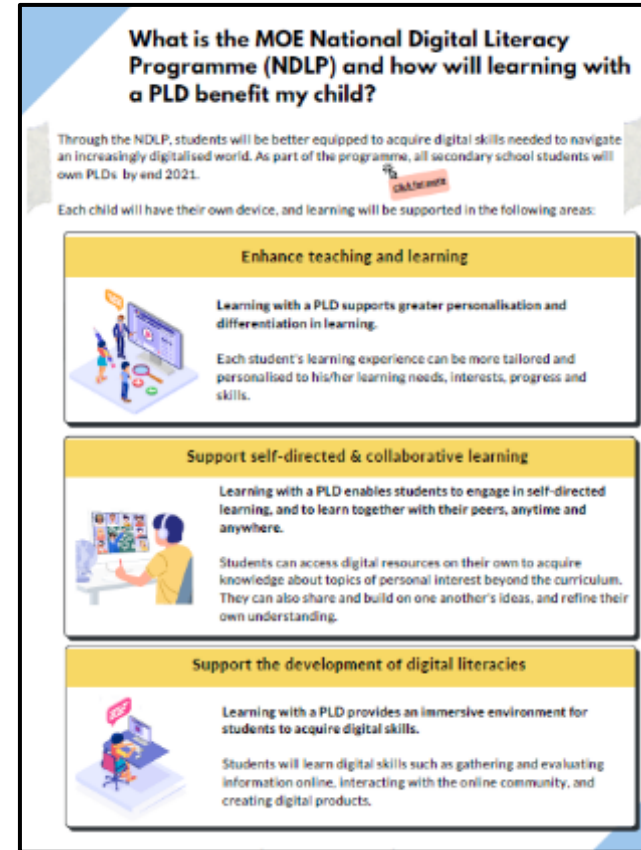 What is the MOE National Digital Literacy
Programme (NDLP) and how will learning with
a PLD benefit my child?
Through the NDLP, students will be better equipped to acquire digital skills needed to navigate
an increasingly digitalised world. As part of the programme, all secondary school students will
own PLDs by end 2021.
Click for more
Each child will have their own device, and learning will be supported in the following areas:
Enhance teaching and learning
Learning with a PLD supports greater personalisation and
differentiation in learning.
Each student's learning experience can be more tailored and
personalised to his/her learning needs, interests, progress and
skills.
Support self-directed & collaborative learning
Learning with a PLD enables students to engage in self-directed
learning, and to learn together with their peers, anytime and
anywhere.
Students can access digital resources on their own to acquire
knowledge about topics of personal interest beyond the curriculum.
They can also share and build on one another's ideas, and refine their
own understanding.
Support the development of digital literacies
Learning with a PLD provides an immersive environment for
students to acquire digital skills.
Students will learn digital skills such as gathering and evaluating
information online, interacting with the online community, and
creating digital products.